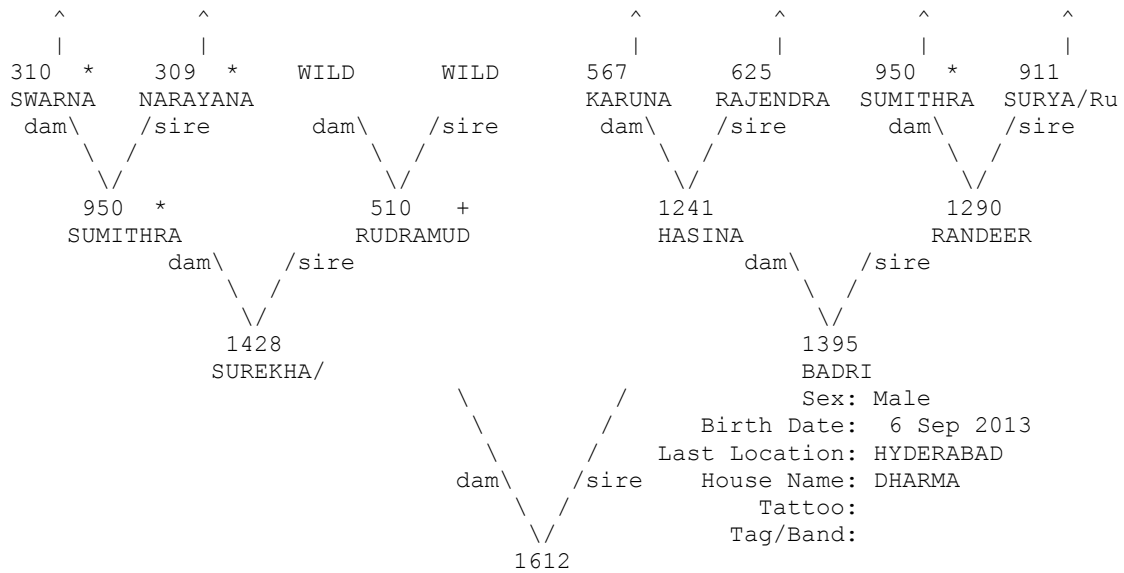 ^ ^ ^ ^ ^ ^
| | | | | |
310 * 309 * WILD WILD 567 625 950 * 911
SWARNA NARAYANA KARUNA RAJENDRA SUMITHRA SURYA/Ru
dam\ /sire dam\ /sire dam\ /sire dam\ /sire
\ / \ / \ / \ /
\/ \/ \/ \/
950 * 510 + 1241 1290
SUMITHRA RUDRAMUD HASINA RANDEER
dam\ /sire dam\ /sire
\ / \ /
\/ \/
1428 1395
SUREKHA/ BADRI
\ / Sex: Male
\ / Birth Date: 6 Sep 2013
\ / Last Location: HYDERABAD
dam\ /sire House Name: DHARMA
\ / Tattoo:
\/ Tag/Band:
1612